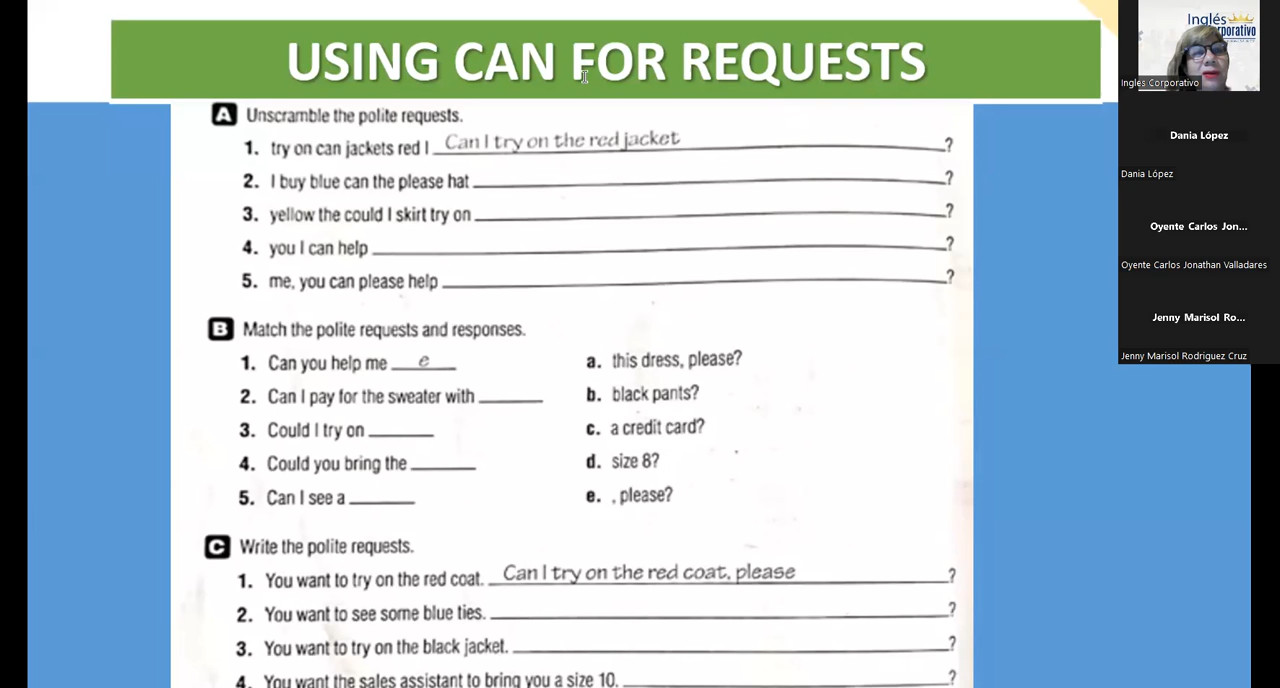 USING CAN FOR REQUESTS
A Unscramble the polite requests.
1. try on can jackets red I Can I try on the red jacket ?
2. I buy blue can the please hat ?
3. yellow the could I skirt try on ?
4. you I can help ?
5. me, you can please help ?
B Match the polite requests and responses.
1. Can you help me e a. this dress, please?
2. Can I pay for the sweater with b. black pants?
3. Could I try on c. a credit card?
4. Could you bring the d. size 8?
5. Can I see a e. , please?
C Write the polite requests.
1. You want to try on the red coat. Can I try on the red coat, please ?
2. You want to see some blue ties. ?
3. You want to try on the black jacket. ?
4. You want the sales assistant to bring you a size 10. ?
Inglés
Ingles Corporativo
Dania López
Dania López
Oyente Carlos Jon...
Oyente Carlos Jonathan Valladares
Jenny Marisol Ro...
Jenny Marisol Rodriguez Cruz